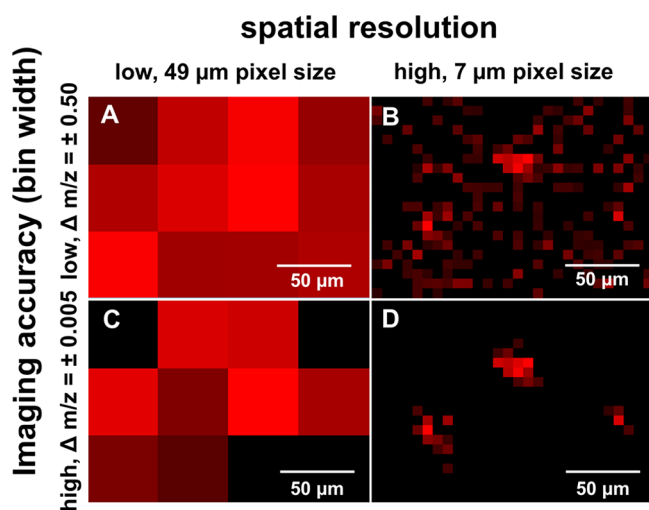 spatial resolution
low, 49 µm pixel size
high, 7 µm pixel size
Imaging accuracy (bin width)
low, Δ m/z = ± 0.50
high, Δ m/z = ± 0.005
A
50 µm
B
50 µm
C
50 µm
D
50 µm